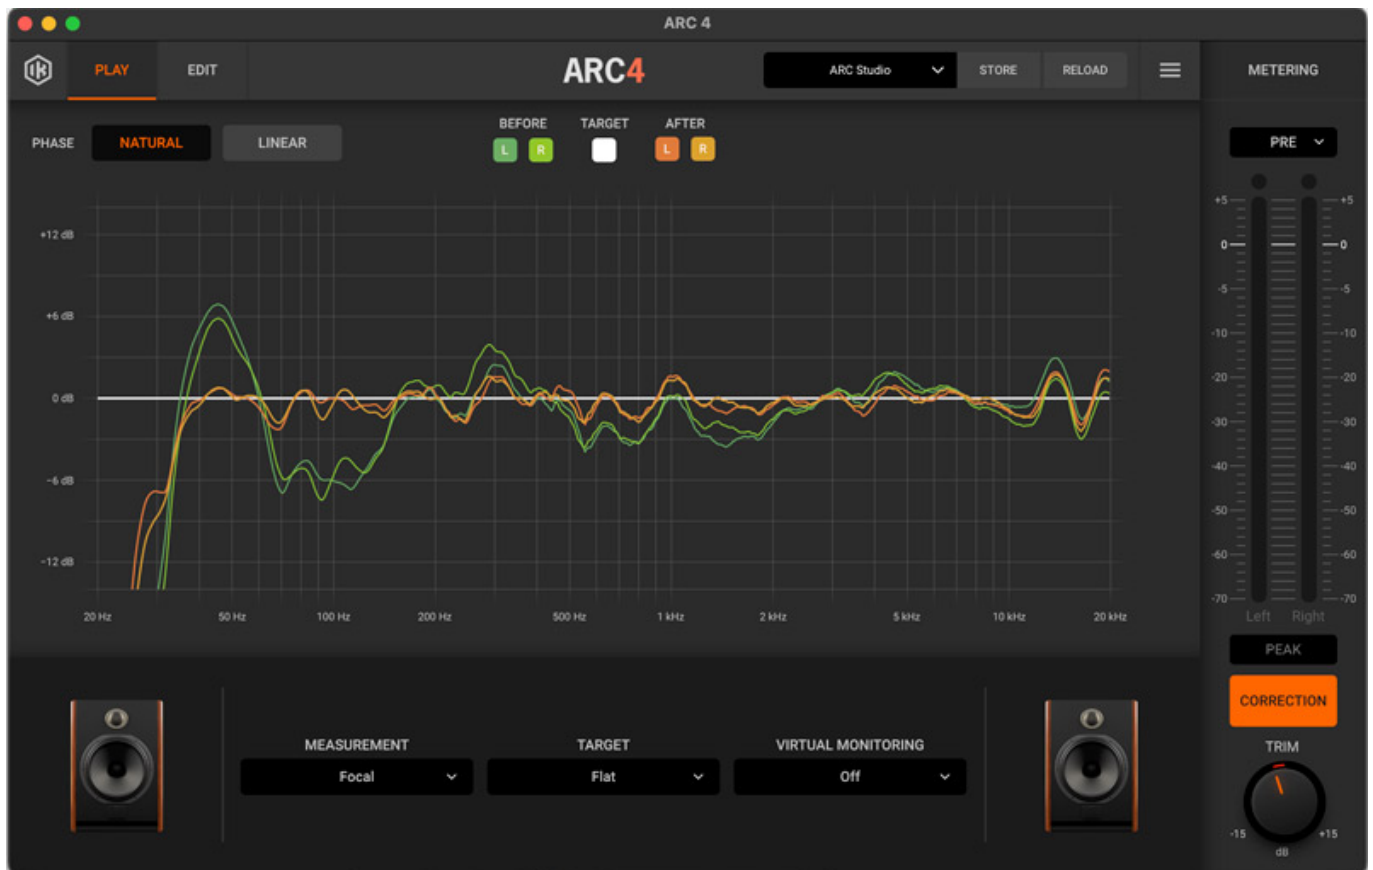 ARC 4
IK
PLAY
EDIT
ARC4
ARC Studio
STORE
RELOAD
METERING
PHASE
NATURAL
LINEAR
BEFORE
TARGET
AFTER
L
R
L
R
PRE
+12 dB
+6 dB
0 dB
-6 dB
-12 dB
20 Hz
50 Hz
100 Hz
200 Hz
500 Hz
1 kHz
2 kHz
5 kHz
10 kHz
20 kHz
+5
+5
0
0
-5
-5
-10
-10
-20
-20
-30
-30
-40
-40
-50
-50
-60
-60
-70
-70
Left
Right
PEAK
CORRECTION
TRIM
-15
+15
dB
MEASUREMENT
TARGET
VIRTUAL MONITORING
Focal
Flat
Off